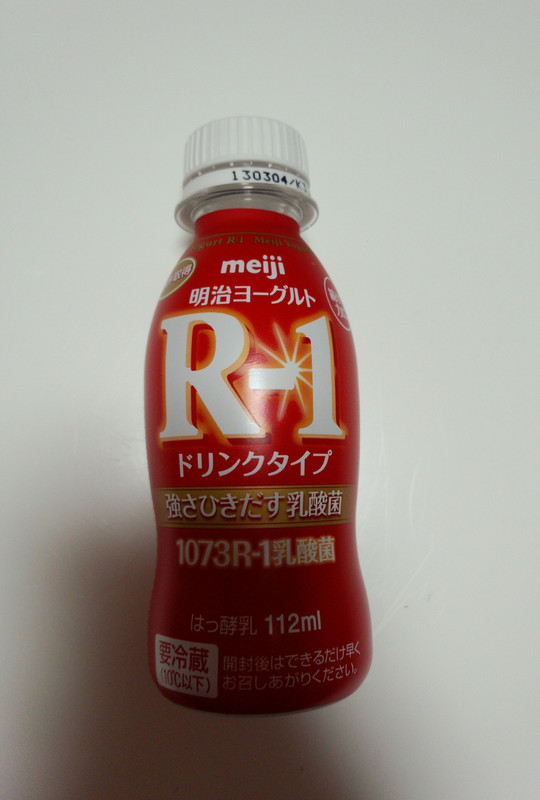 130304/K
Meiji
meiji
明治ヨーグルト
R-1
ドリンクタイプ
強さひきだす乳酸菌
1073R-1乳酸菌
はっ酵乳 112ml
要冷蔵
(10℃以下)
開封後はできるだけ早く
お召しあがりください。